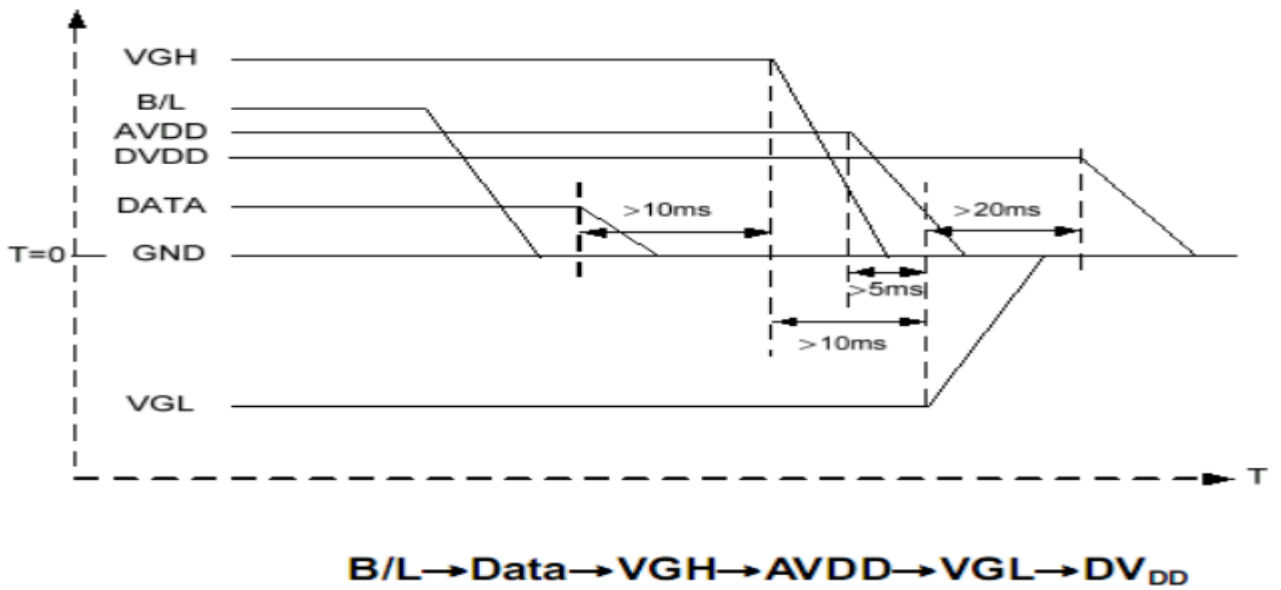 VGH
B/L
AVDD
DVDD
DATA
>10ms
>20ms
T=0
GND
>5ms
>10ms
VGL
T
B/L→Data→VGH→AVDD→VGL→DVDD